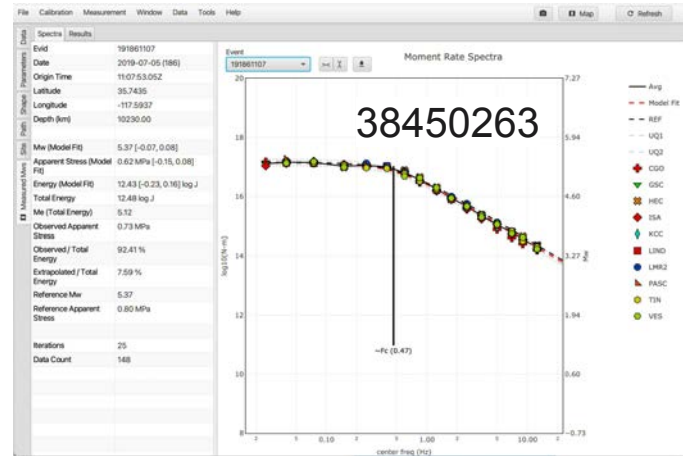 File Calibration Measurement Window Data Tools Help
Map
Refresh
Spectra Results
Data
Parameters
Shape
Path
Site
Measured Mws
Evid 191861107
Date 2019-07-05 (186)
Origin Time 11:07:53.05Z
Latitude 35.7435
Longitude -117.5937
Depth (km) 10230.00
Mw (Model Fit) 5.37 [-0.07, 0.08]
Apparent Stress (Model Fit) 0.62 MPa [-0.15, 0.08]
Energy (Model Fit) 12.43 [-0.23, 0.16] log J
Total Energy 12.48 log J
Me (Total Energy) 5.12
Observed Apparent Stress 0.73 MPa
Observed / Total Energy 92.41 %
Extrapolated / Total Energy 7.59 %
Reference Mw 5.37
Reference Apparent Stress 0.80 MPa
Iterations 25
Data Count 148
Event
191861107
Moment Rate Spectra
38450263
20
18
16
14
12
10
8
log10(N-m)
7.27
5.94
4.60
3.27
1.94
0.60
−0.73
Mw
~Fc (0.47)
2 5 0.10 2 5 1.00 2 5 10.00 2
center freq (Hz)
Avg
Model Fit
REF
UQ1
UQ2
CGO
GSC
HEC
ISA
KCC
LIND
LMR2
PASC
TIN
VES